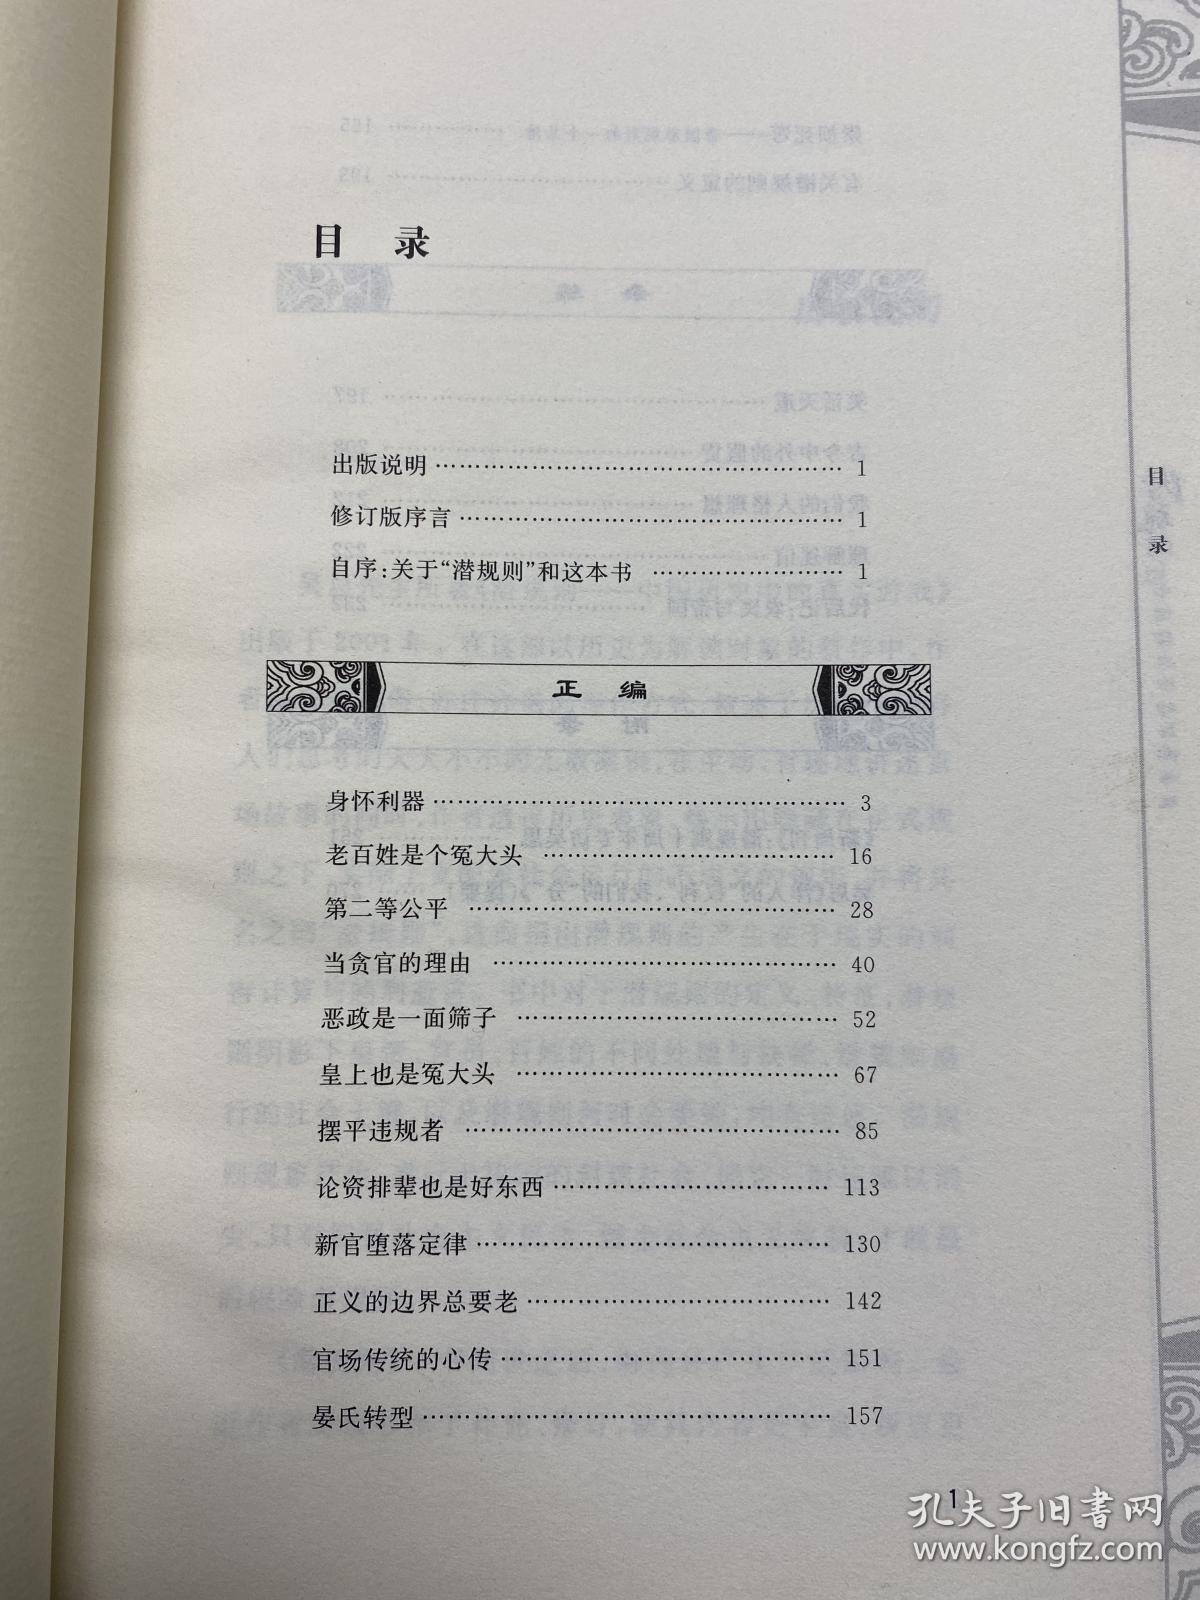 目 录
出版说明 …………………………………………… 1
修订版序言 ………………………………………… 1
自序:关于“潜规则”和这本书 …………………… 1
正 编
身怀利器 …………………………………………… 3
老百姓是个冤大头 ……………………………… 16
第二等公平 ……………………………………… 28
当贪官的理由 …………………………………… 40
恶政是一面筛子 ………………………………… 52
皇上也是冤大头 ………………………………… 67
摆平违规者 ……………………………………… 85
论资排辈也是好东西 …………………………… 113
新官堕落定律 …………………………………… 130
正义的边界总要老 ……………………………… 142
官场传统的心传 ………………………………… 151
晏氏转型 ………………………………………… 157
目录
1
孔夫子旧书网
www.kongfz.com